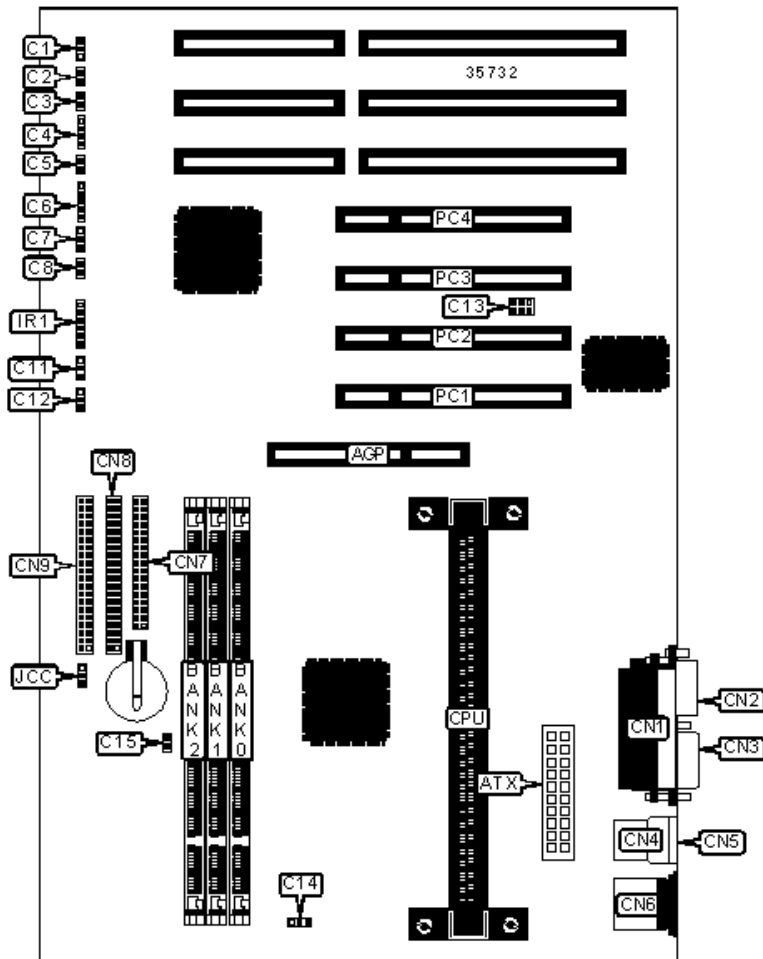 C1
35732
C2
C3
C4
C5
C6
PC4
C7
C8
PC3
C13
IR1
PC2
C11
PC1
C12
AGP
CN8
CN9
CN7
JCC
BANK2
BANK1
BANK0
CPU
CN2
CN1
C15
CN3
ATX
CN4
CN5
C14
CN6